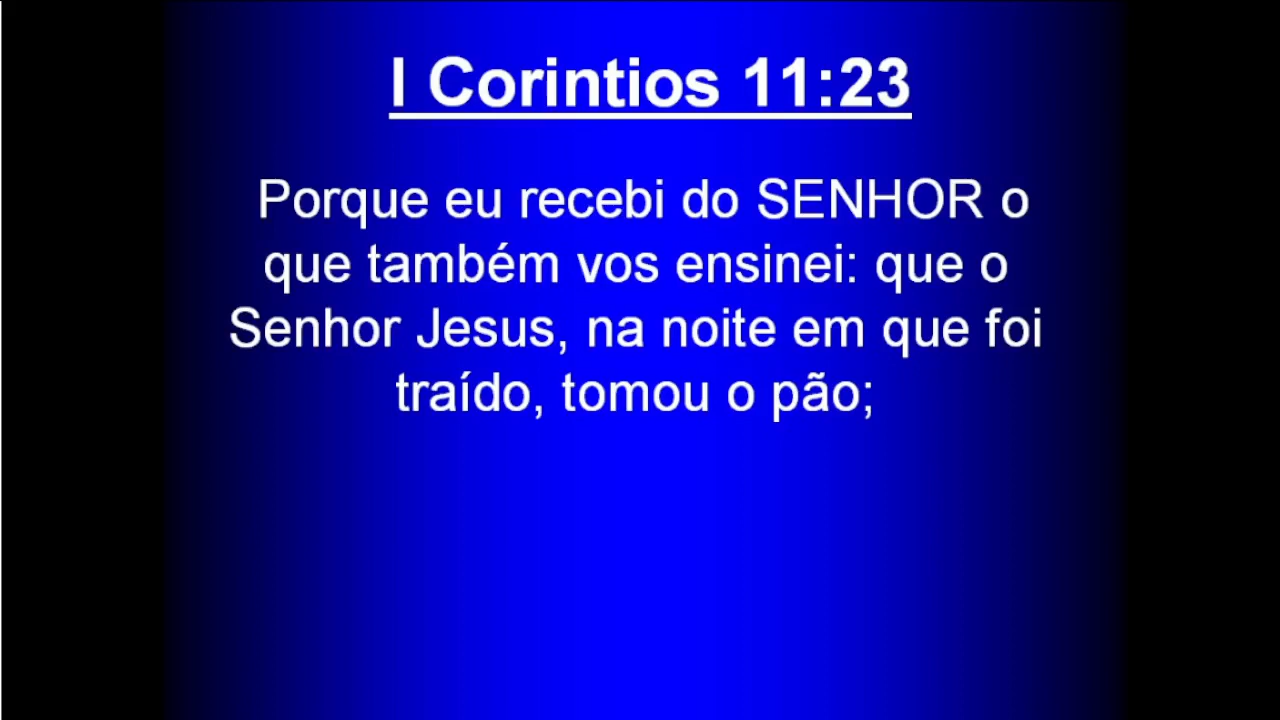 I Corintios 11:23
Porque eu recebi do SENHOR o
que também vos ensinei: que o
Senhor Jesus, na noite em que foi
traído, tomou o pão;